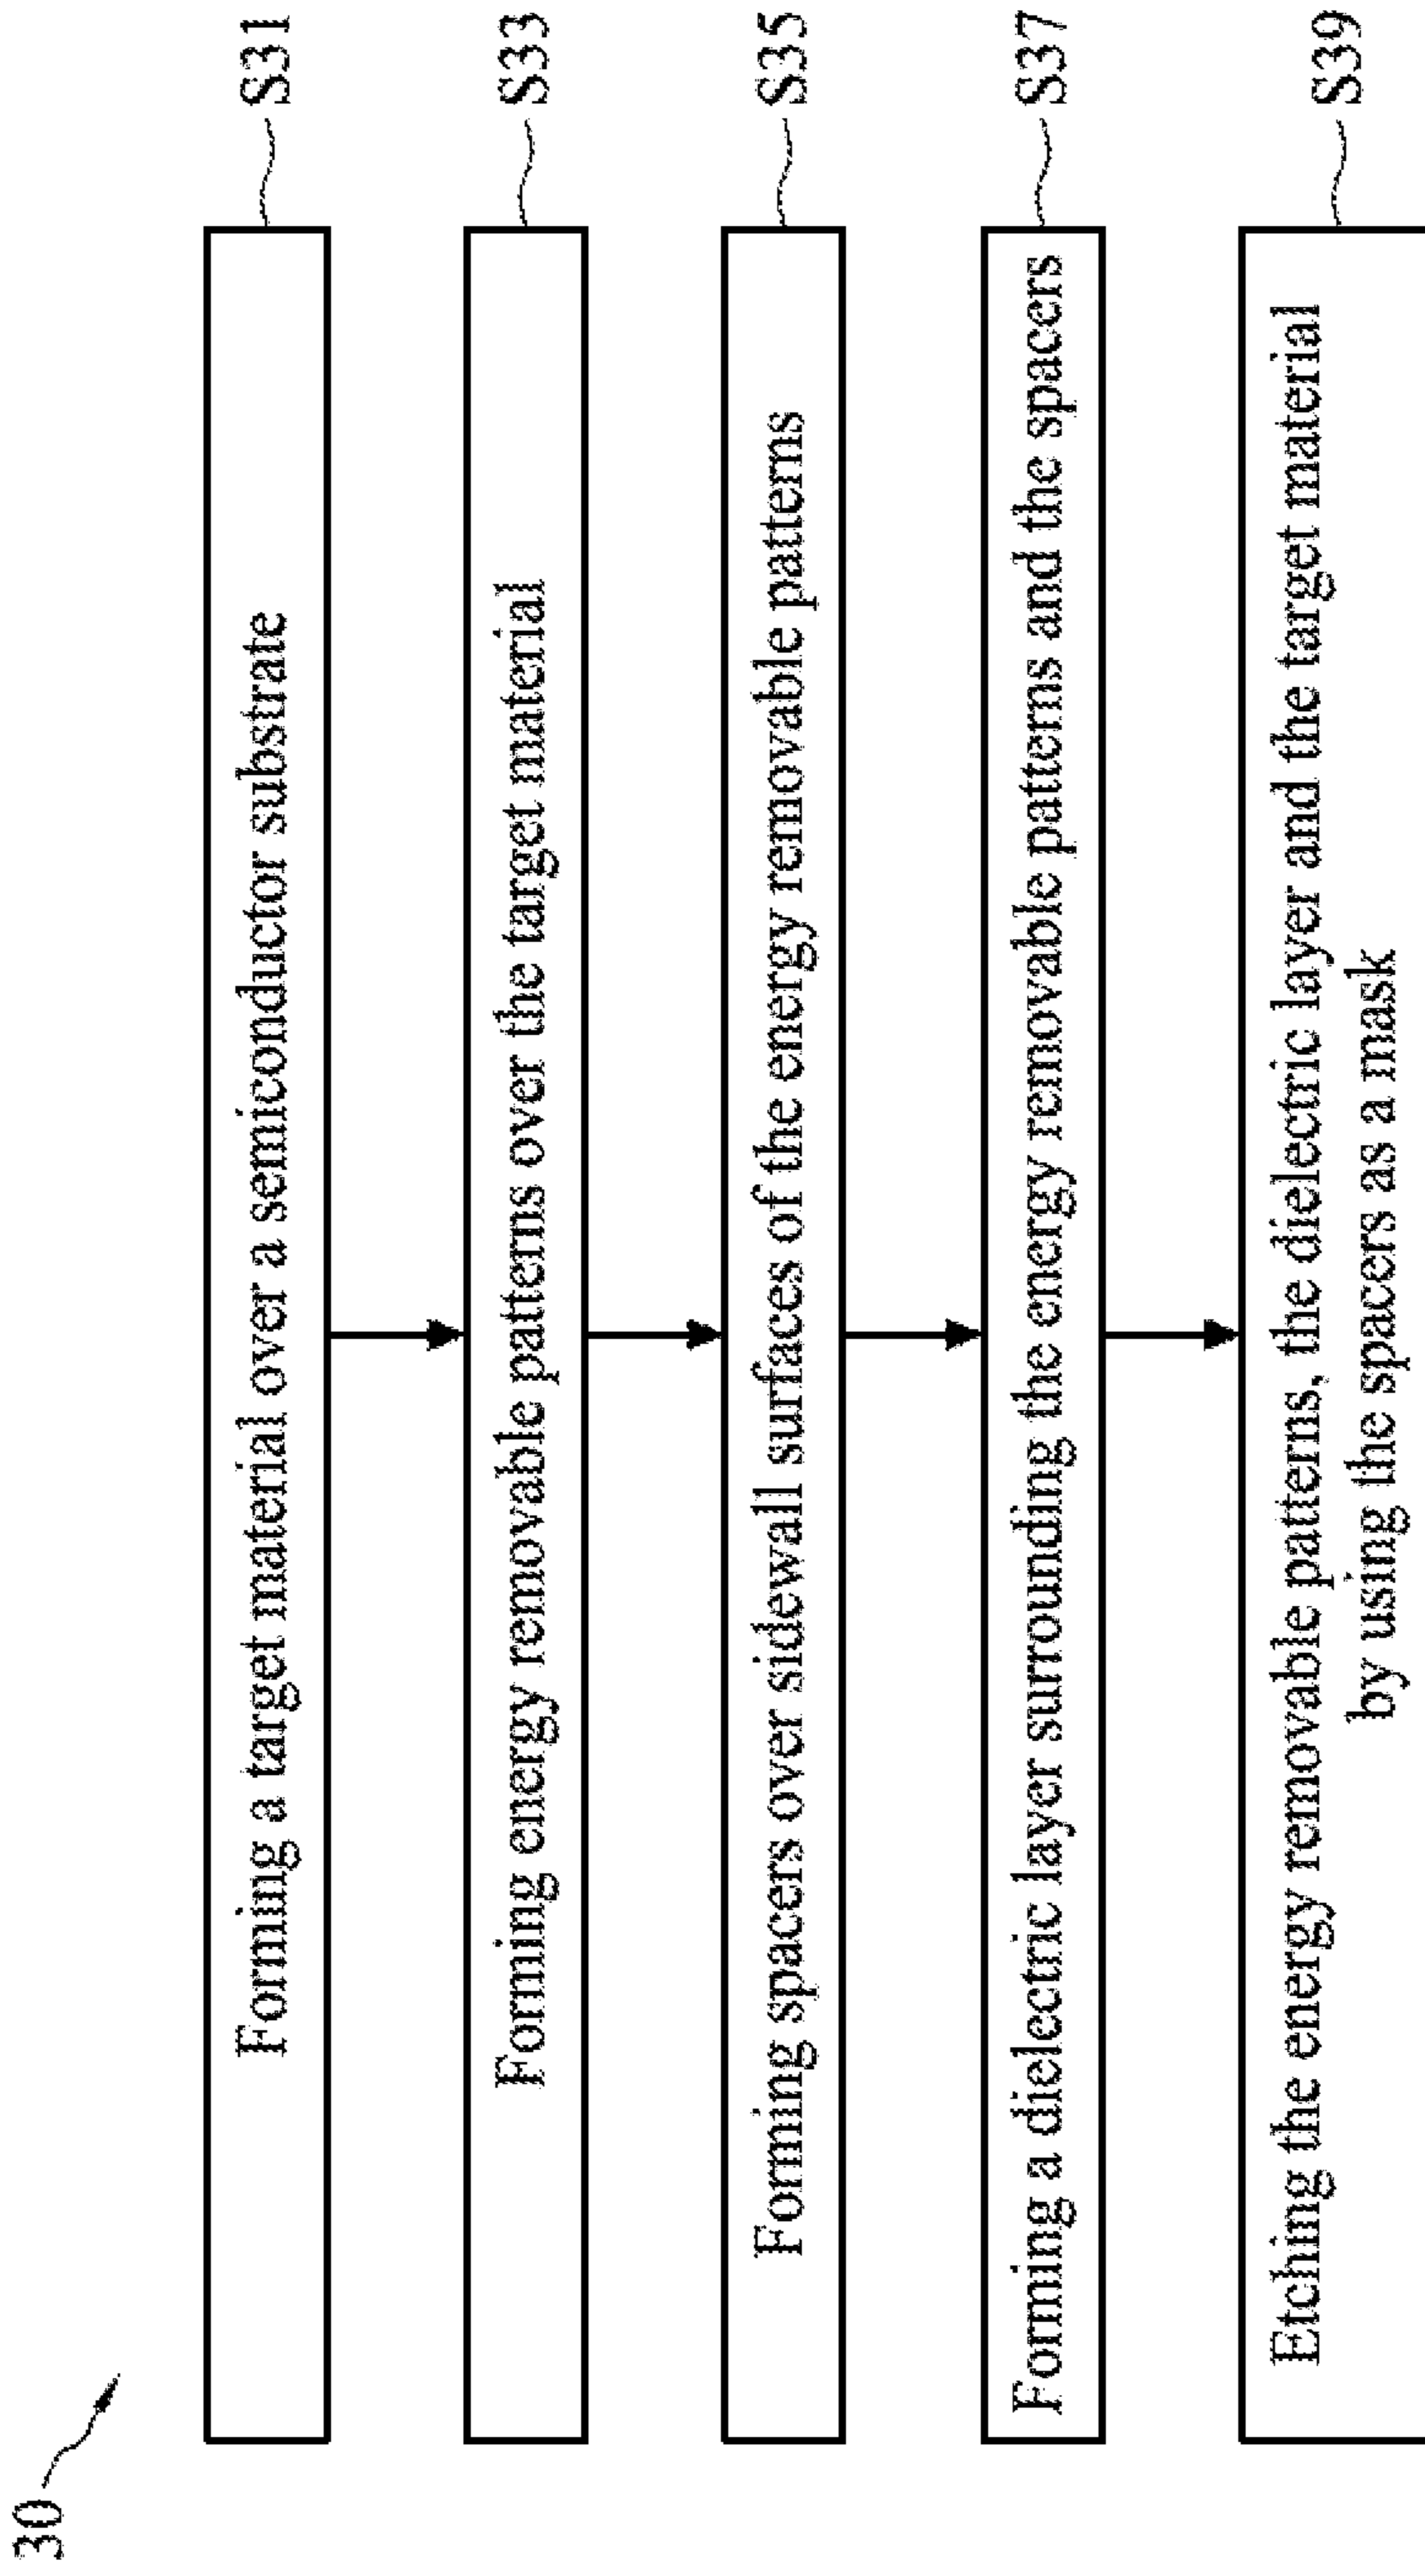 30
Forming a target material over a semiconductor substrate
S31
Forming energy removable patterns over the target material
S33
Forming spacers over sidewall surfaces of the energy removable patterns
S35
Forming a dielectric layer surrounding the energy removable patterns and the spacers
S37
Etching the energy removable patterns, the dielectric layer and the target material
by using the spacers as a mask
S39